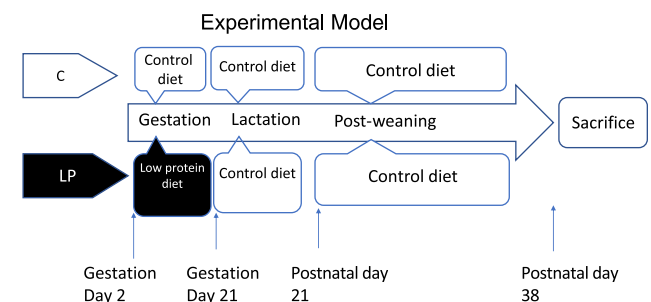 Experimental Model
C
Control
diet
Control diet
Control diet
Gestation
Lactation
Post-weaning
Sacrifice
LP
Low protein
diet
Control diet
Control diet
Gestation
Day 2
Gestation
Day 21
Postnatal day
21
Postnatal day
38